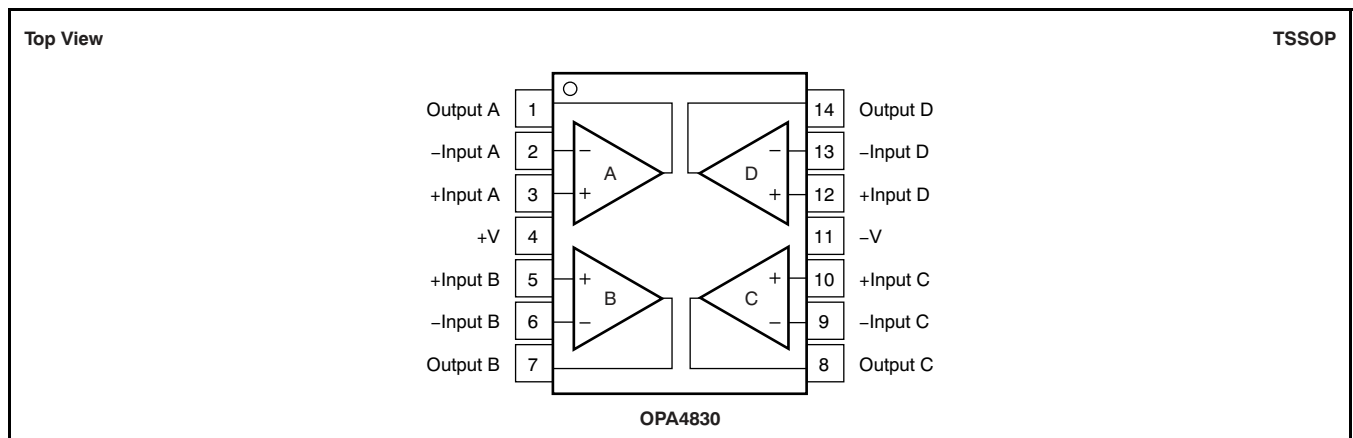 Top View
TSSOP
Output A 1
14 Output D
−Input A 2
− A +
− D +
13 −Input D
+Input A 3
12 +Input D
+V 4
11 −V
+Input B 5
+ B −
+ C −
10 +Input C
−Input B 6
9 −Input C
Output B 7
8 Output C
OPA4830